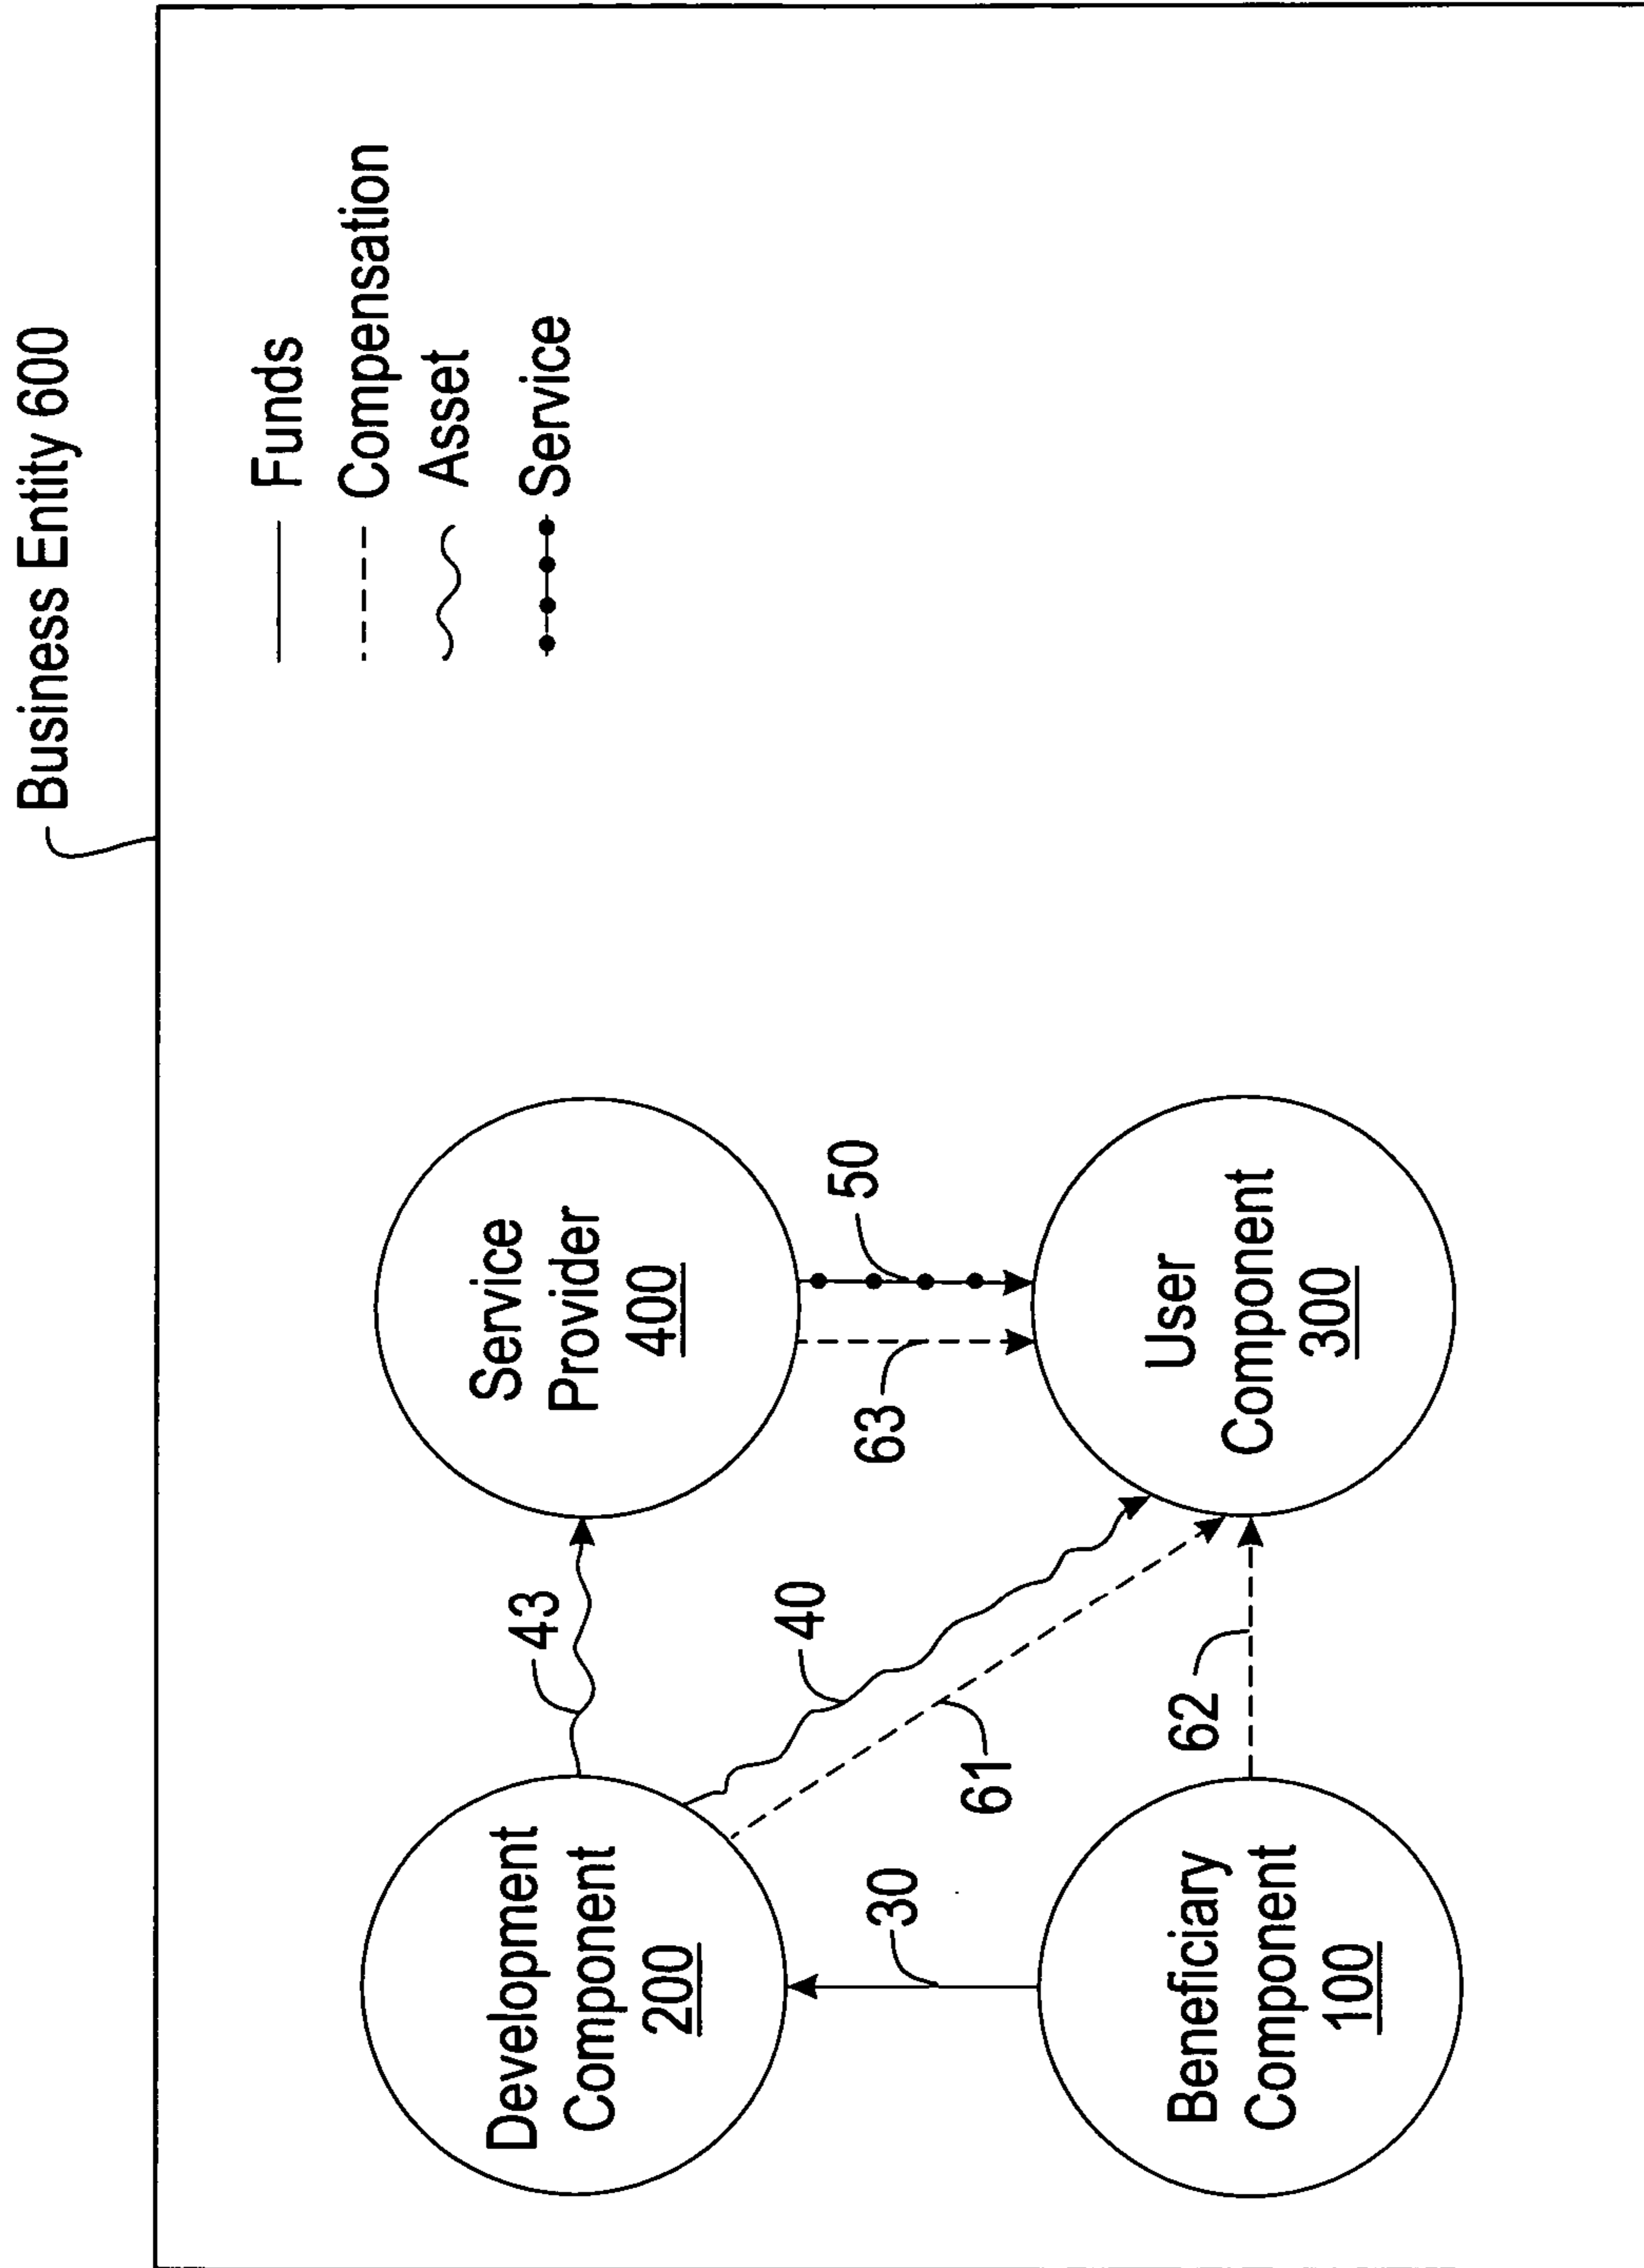 Business Entity 600
Funds
Compensation
Asset
Service
Development
Component
200
43
Service
Provider
400
40
61
30
63
50
62
Beneficiary
Component
100
User
Component
300